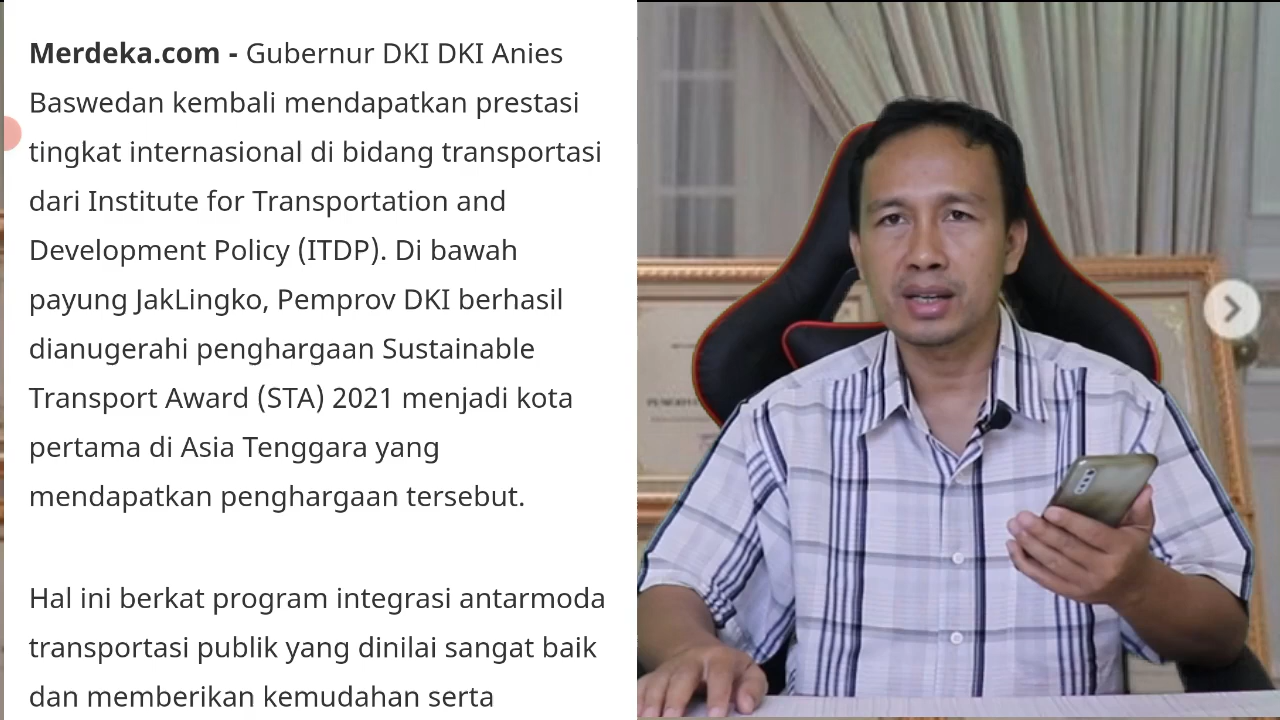 Merdeka.com - Gubernur DKI DKI Anies
Baswedan kembali mendapatkan prestasi
tingkat internasional di bidang transportasi
dari Institute for Transportation and
Development Policy (ITDP). Di bawah
payung JakLingko, Pemprov DKI berhasil
dianugerahi penghargaan Sustainable
Transport Award (STA) 2021 menjadi kota
pertama di Asia Tenggara yang
mendapatkan penghargaan tersebut.
Hal ini berkat program integrasi antarmoda
transportasi publik yang dinilai sangat baik
dan memberikan kemudahan serta